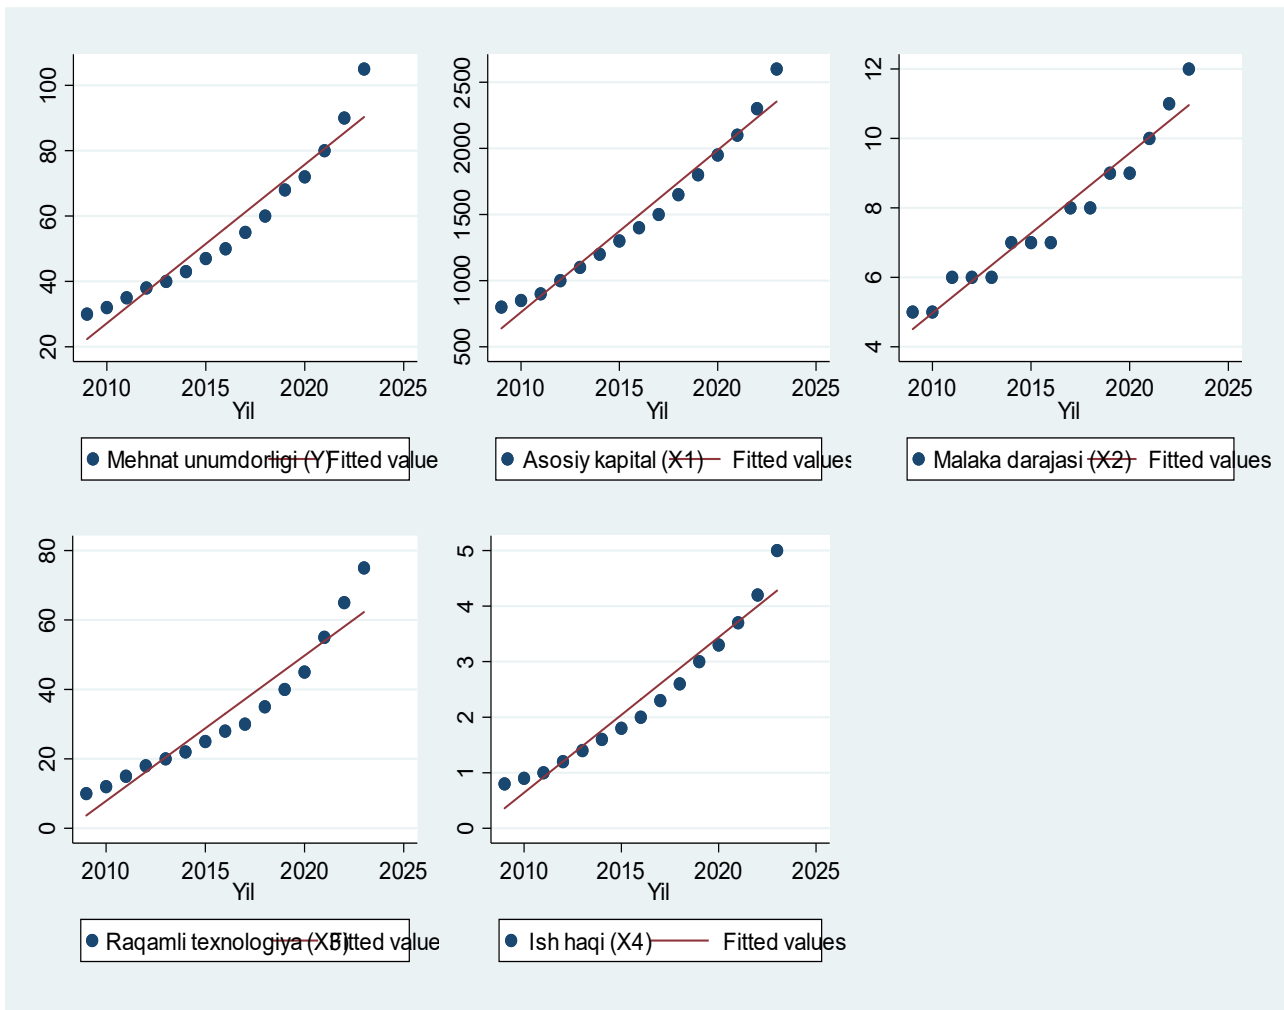 100
80
60
40
20
2010 2015 2020 2025
Yil
Mehnat unumdorligi (Y) Fitted value
2500
2000
1500
1000
500
2010 2015 2020 2025
Yil
Asosiy kapital (X1) Fitted values
12
10
8
6
4
2010 2015 2020 2025
Yil
Malaka darajasi (X2) Fitted values
80
60
40
20
0
2010 2015 2020 2025
Yil
Raqamli texnologiya (X3) Fitted value
5
4
3
2
1
0
2010 2015 2020 2025
Yil
Ish haqi (X4) Fitted values